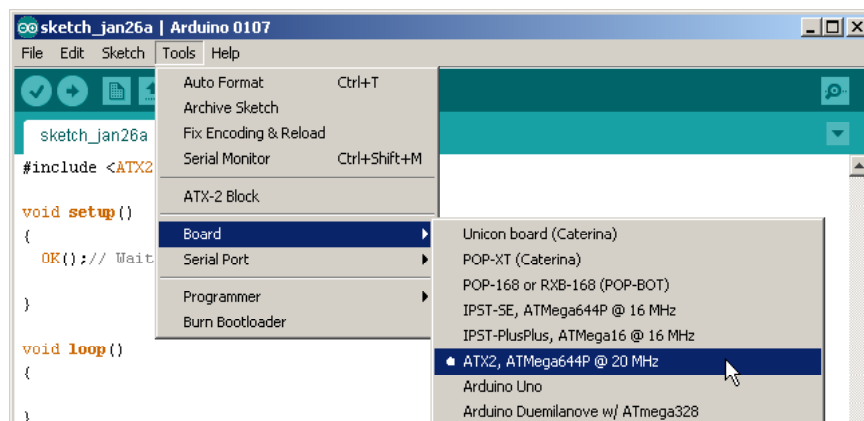 sketch_jan26a | Arduino 0107
File Edit Sketch Tools Help
Auto Format Ctrl+T
Archive Sketch
Fix Encoding & Reload
Serial Monitor Ctrl+Shift+M
ATX-2 Block
Board
Serial Port
Programmer
Burn Bootloader
sketch_jan26a
#include <ATX2
void setup()
{
OK();// Wait
}
void loop()
{
}
Unicon board (Caterina)
POP-XT (Caterina)
POP-168 or RXB-168 (POP-BOT)
IPST-SE, ATMega644P @ 16 MHz
IPST-PlusPlus, ATMega16 @ 16 MHz
ATX2, ATMega644P @ 20 MHz
Arduino Uno
Arduino Duemilanove w/ ATmega328